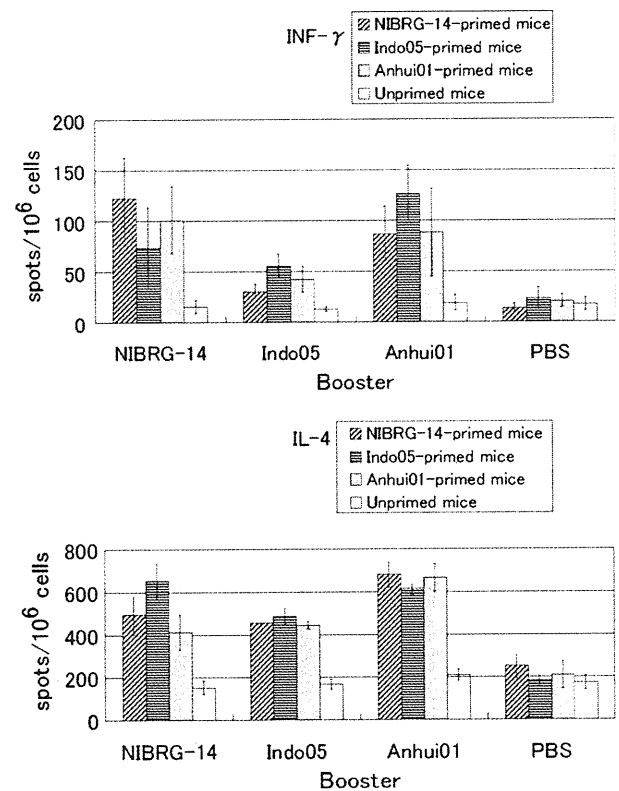 INF-γ
NIBRG-14-primed mice
Indo05-primed mice
Anhui01-primed mice
Unprimed mice
spots/10⁶ cells
200
150
100
50
0
NIBRG-14 Indo05 Anhui01 PBS
Booster
IL-4
NIBRG-14-primed mice
Indo05-primed mice
Anhui01-primed mice
Unprimed mice
spots/10⁶ cells
800
600
400
200
0
NIBRG-14 Indo05 Anhui01 PBS
Booster